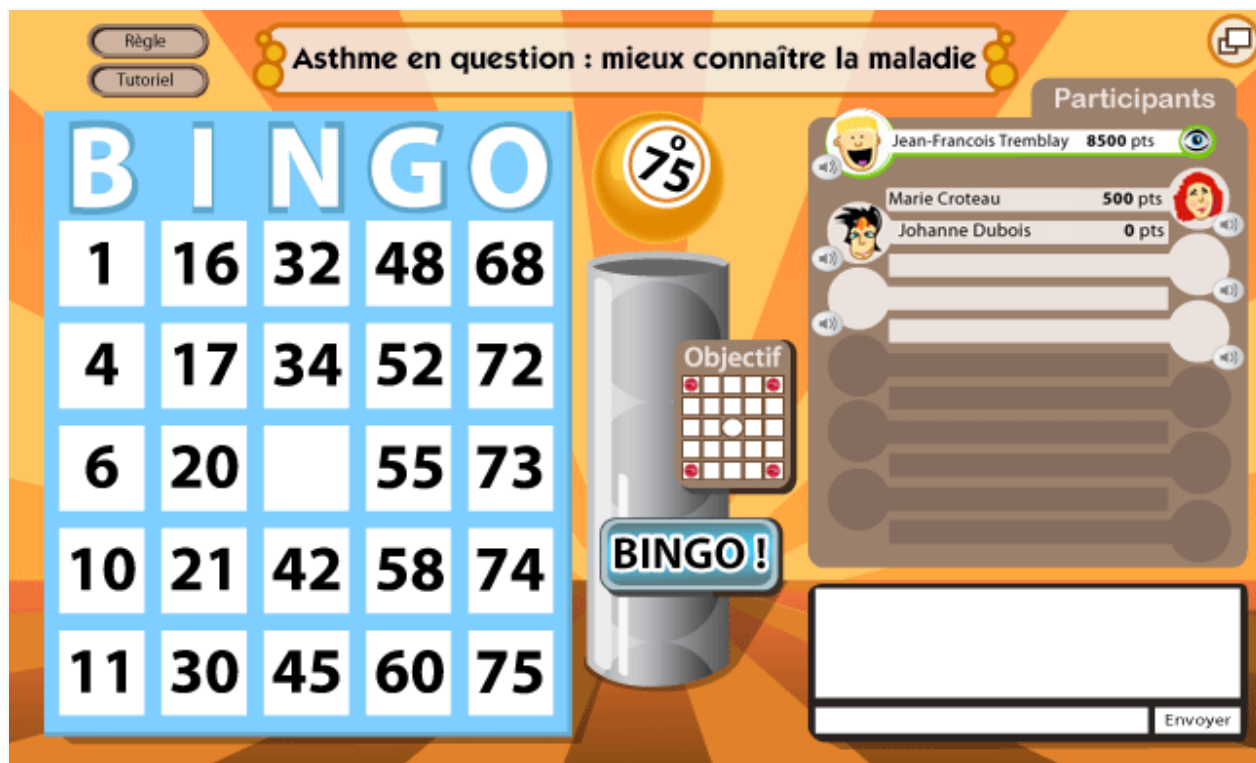 Règle
Tutoriel
Asthme en question : mieux connaître la maladie
Participants
Jean-Francois Tremblay 8500 pts
Marie Croteau 500 pts
Johanne Dubois 0 pts
B I N G O
1 16 32 48 68
4 17 34 52 72
6 20 55 73
10 21 42 58 74
11 30 45 60 75
O
75
Objectif
BINGO !
Envoyer